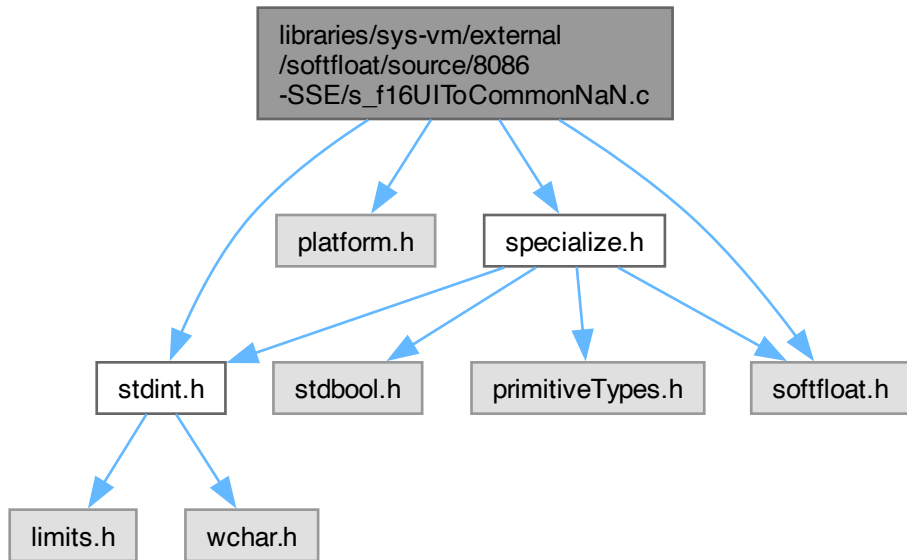 libraries/sys-vm/external
/softfloat/source/8086
-SSE/s_f16UIToCommonNaN.c
platform.h
specialize.h
stdint.h
stdbool.h
primitiveTypes.h
softfloat.h
limits.h
wchar.h